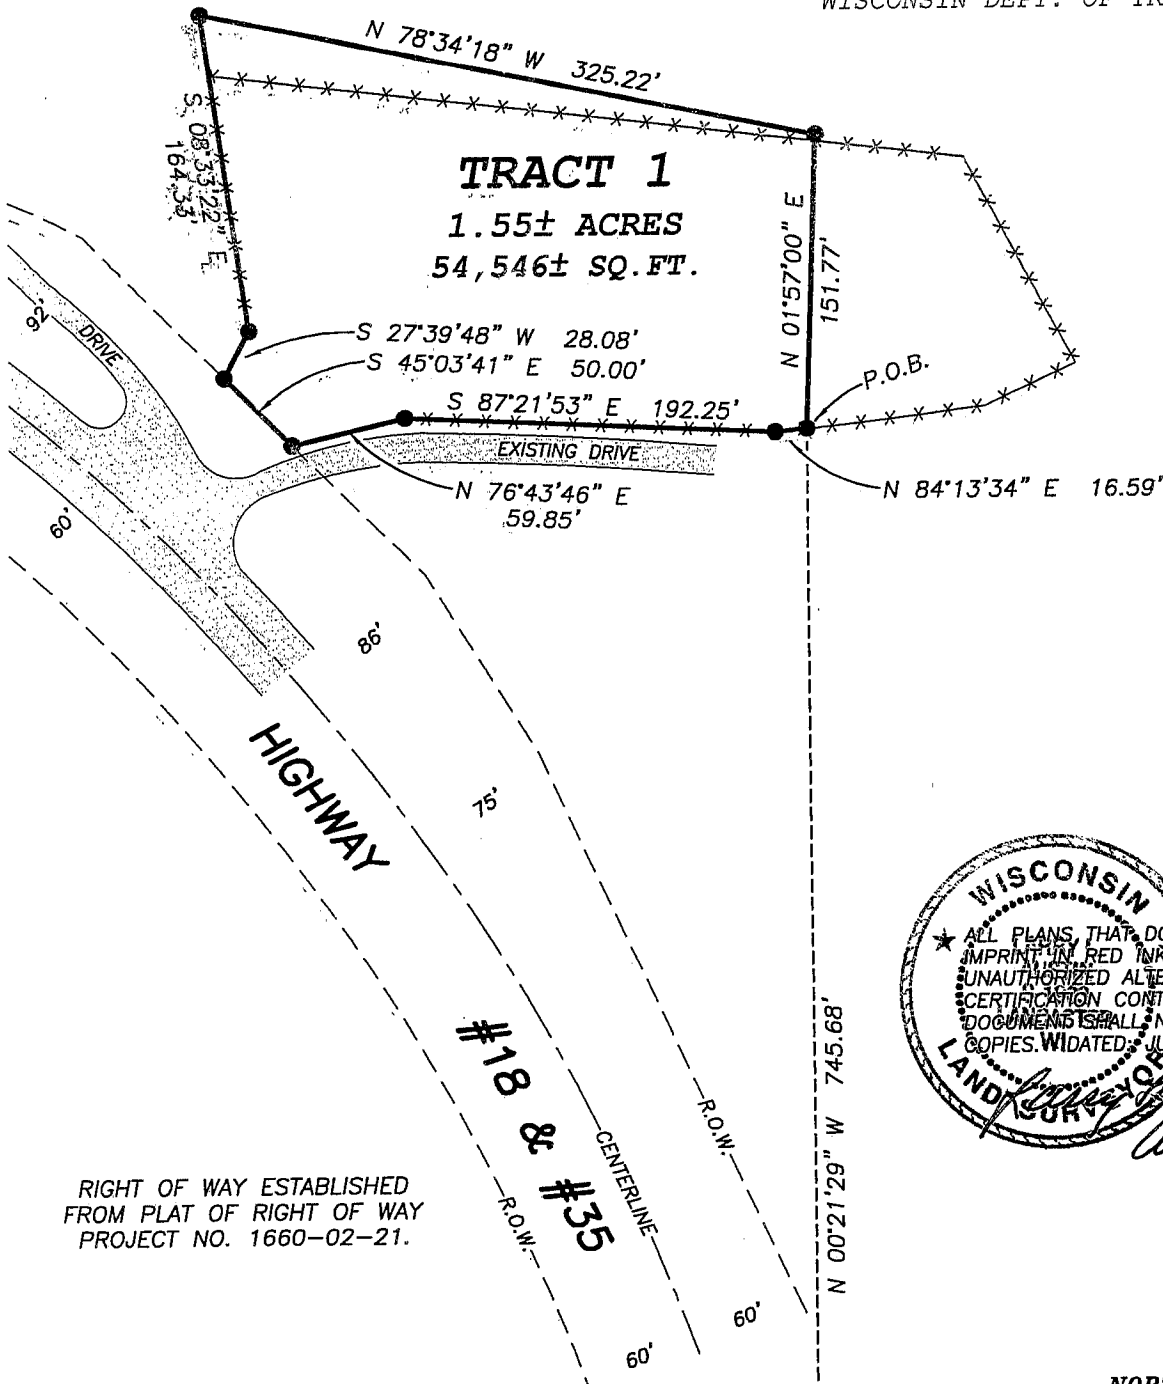 WISCONSIN DEPT. OF TR
N 78°34'18" W 325.22'
S 08°33'22" E
164.33'
TRACT 1
1.55± ACRES
54,546± SQ.FT.
N 01°57'00" E
151.77'
92'
DRIVE
S 27°39'48" W 28.08'
S 45°03'41" E 50.00'
P.O.B.
S 87°21'53" E 192.25'
EXISTING DRIVE
N 76°43'46" E
59.85'
N 84°13'34" E 16.59'
60'
86'
HIGHWAY
75'
WISCONSIN
ALL PLANS THAT DO
IMPRINT IN RED INK
UNAUTHORIZED ALTE
CERTIFICATION CONT
DOCUMENT SHALL N
COPIES. DATED: JU
WI
LAND SURVEYOR
#18 & #35
N 00°21'29" W 745.68'
R.O.W.
CENTERLINE
R.O.W.
RIGHT OF WAY ESTABLISHED
FROM PLAT OF RIGHT OF WAY
PROJECT NO. 1660-02-21.
60'
60'